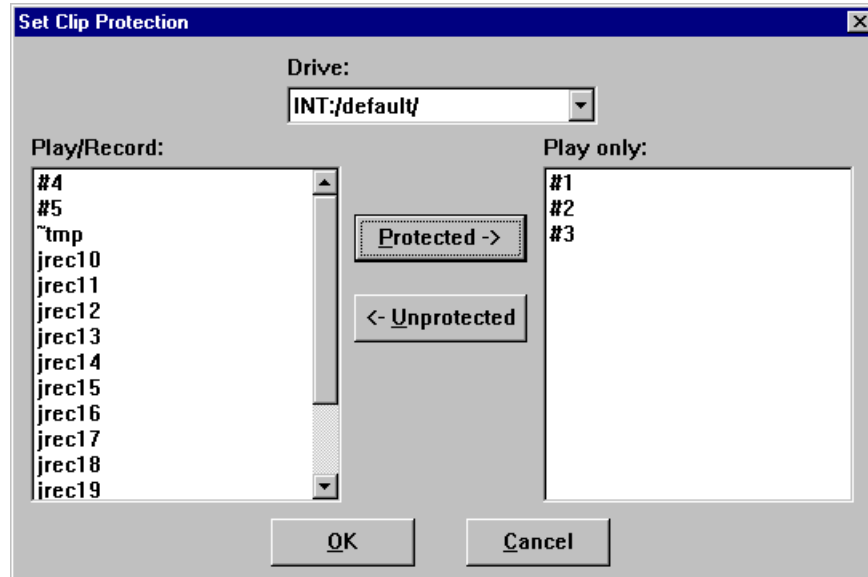 Set Clip Protection
Drive:
INT:/default/
Play/Record:
#4
#5
~tmp
jrec10
jrec11
jrec12
jrec13
jrec14
jrec15
jrec16
jrec17
jrec18
jrec19
Protected ->
<- Unprotected
Play only:
#1
#2
#3
OK
Cancel